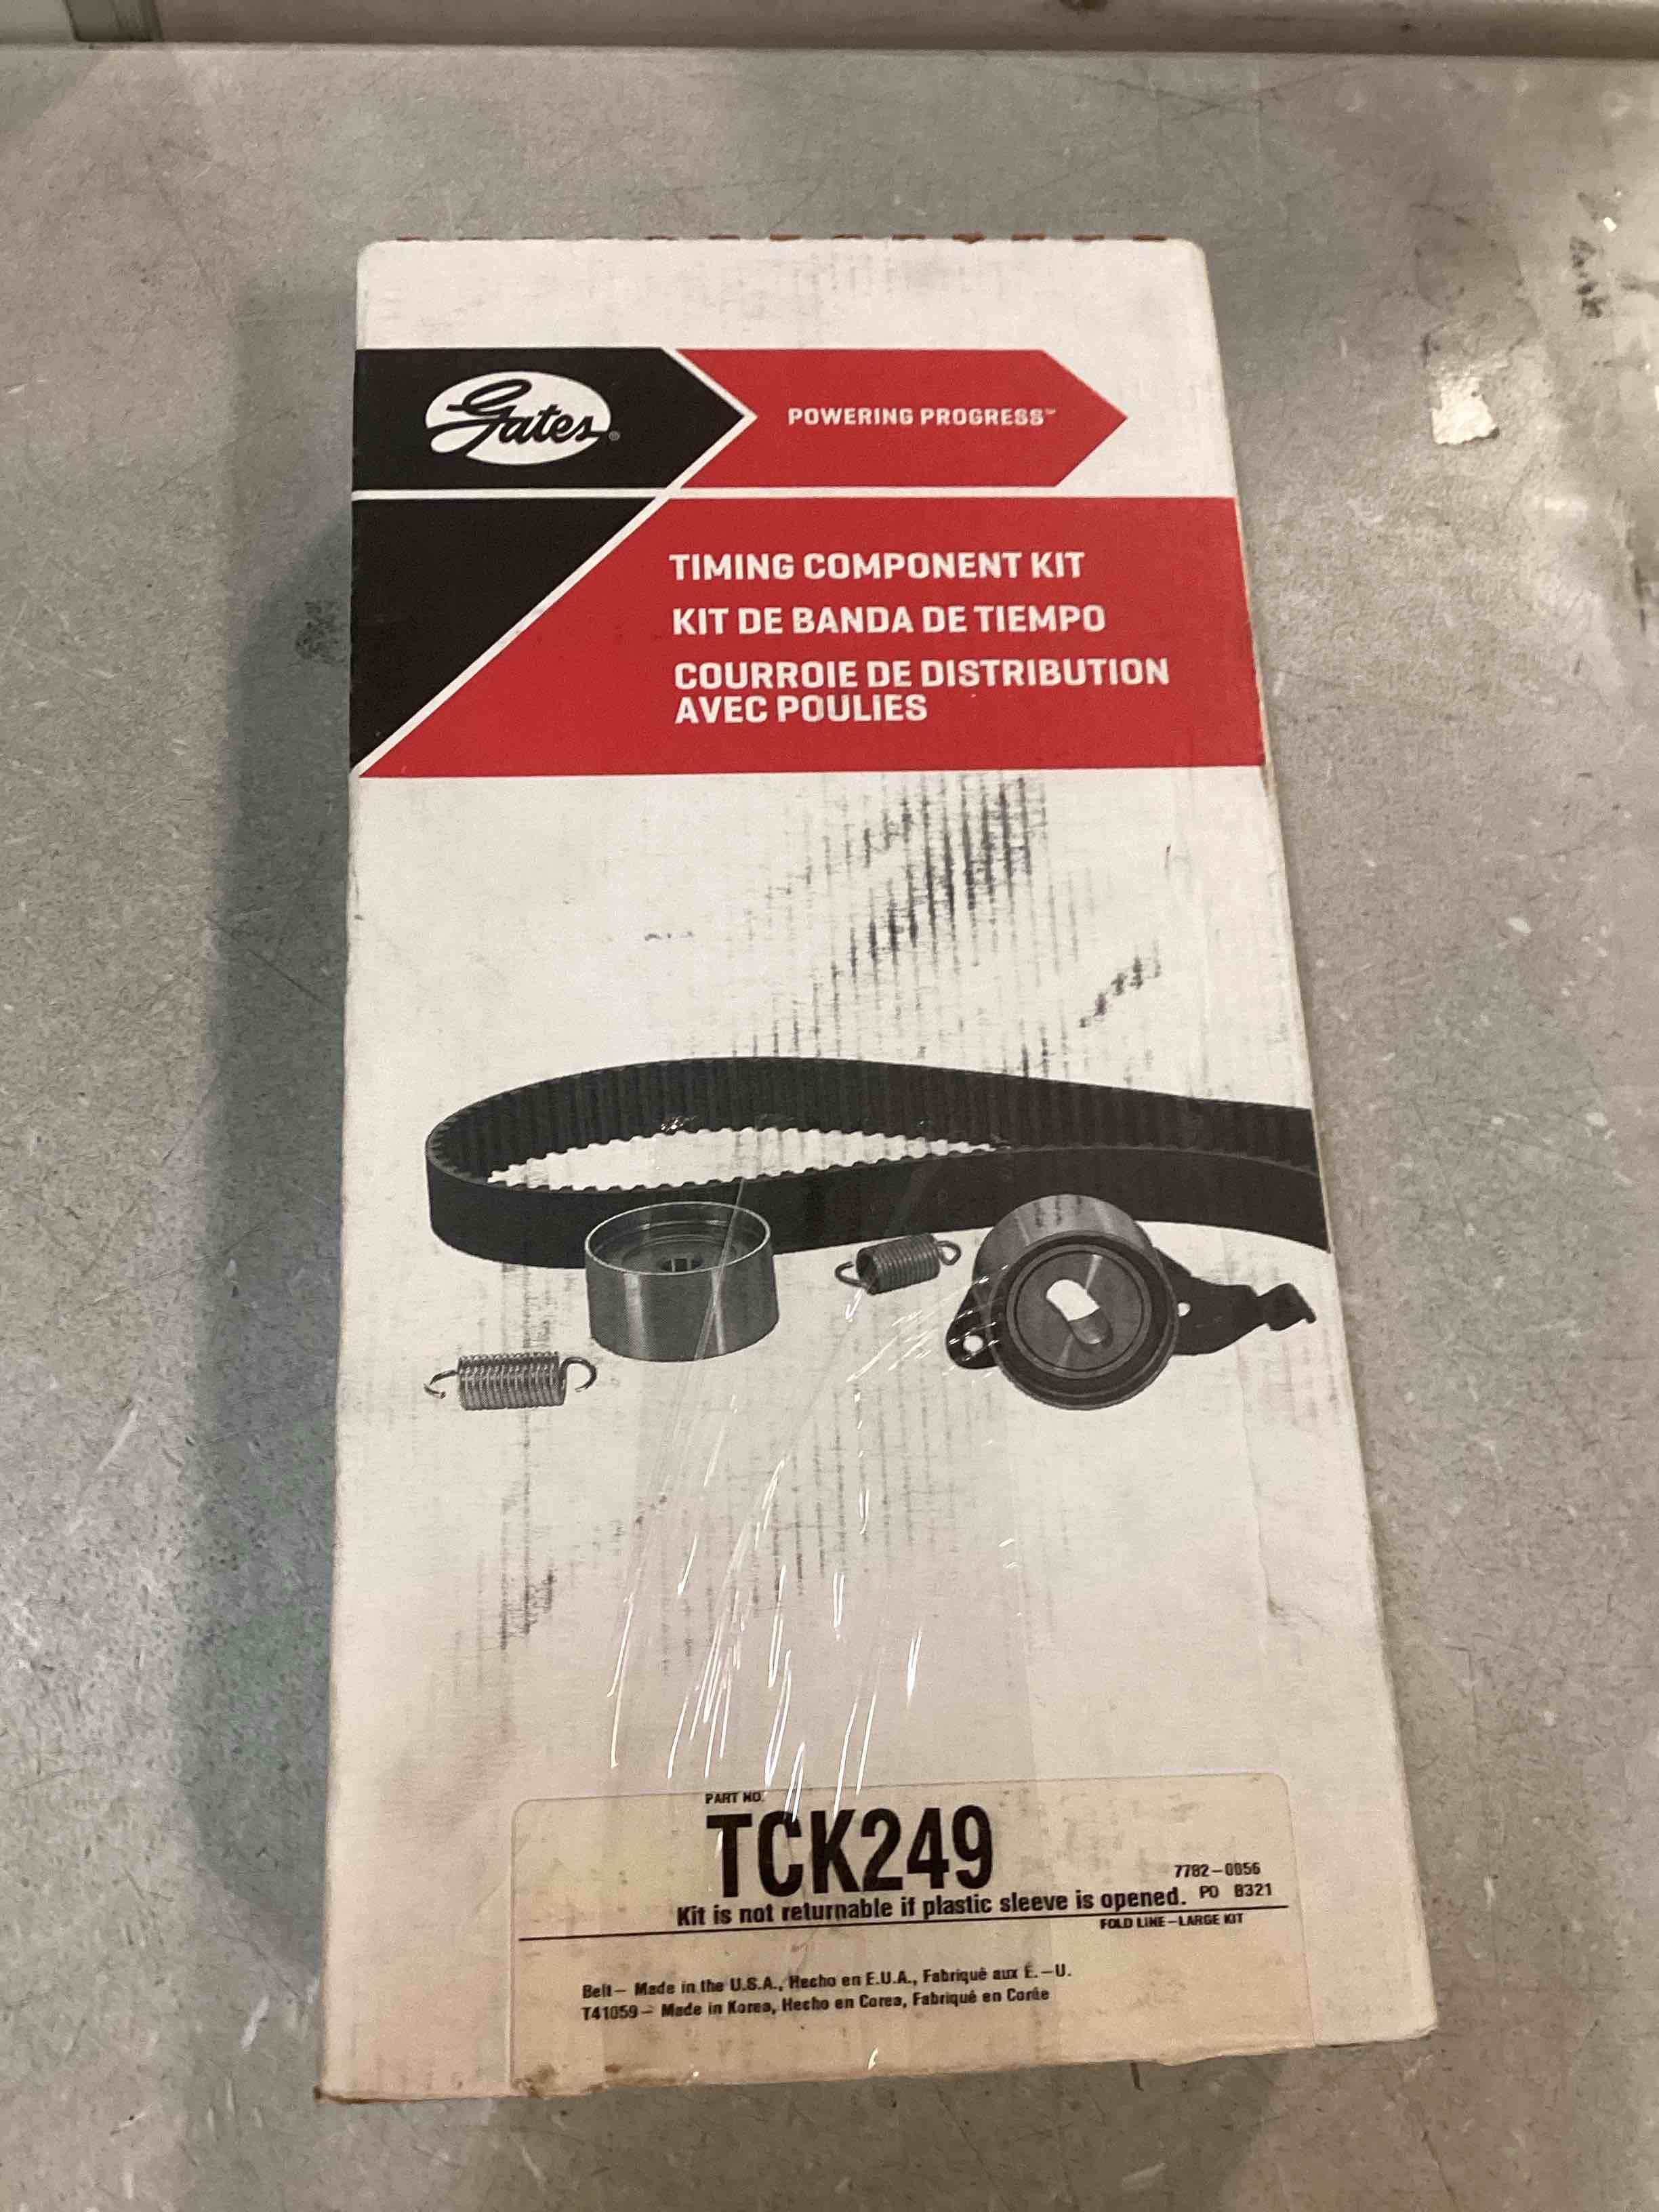 Gates®
POWERING PROGRESS™
TIMING COMPONENT KIT
KIT DE BANDA DE TIEMPO
COURROIE DE DISTRIBUTION
AVEC POULIES
PART NO.
TCK249
7782-0056
Kit is not returnable if plastic sleeve is opened. PO 8321
FOLD LINE-LARGE KIT
Belt- Made in the U.S.A., Hecho en E.U.A., Fabriqué aux É.-U.
T41059- Made in Korea, Hecho en Corea, Fabriqué en Corée